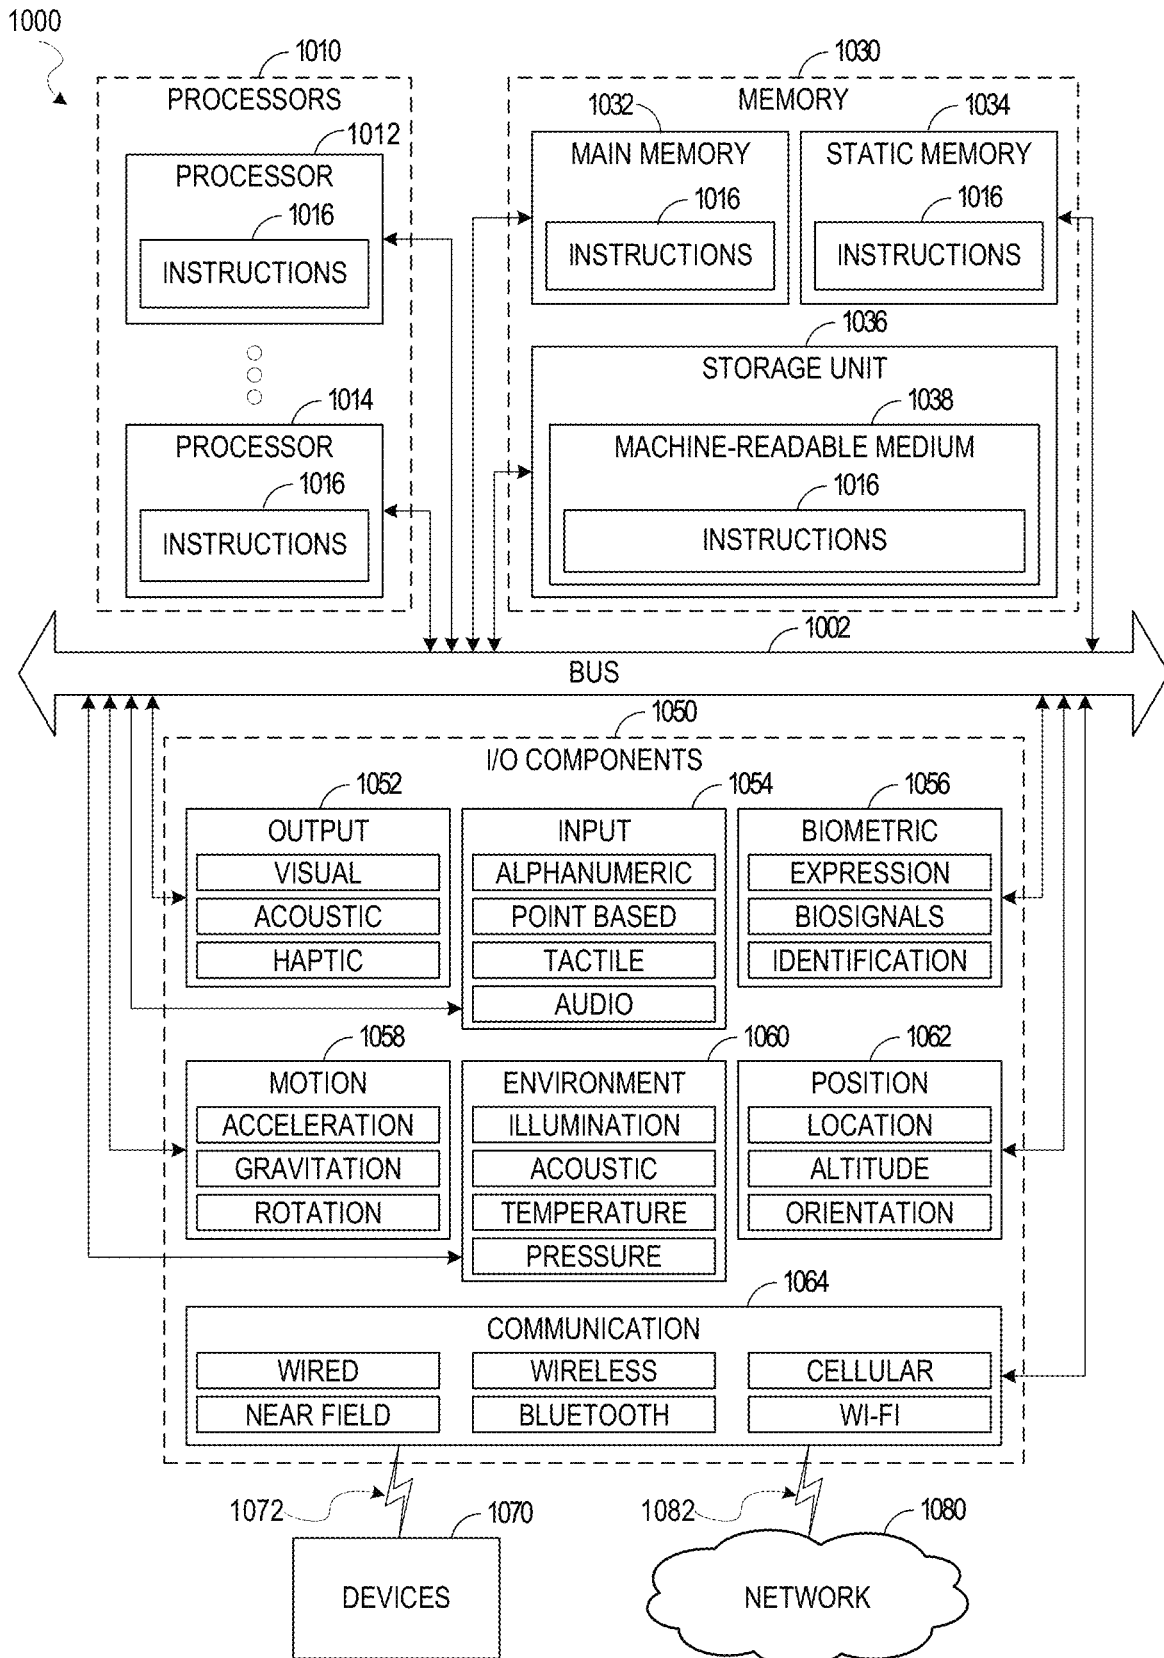 1000
1010
PROCESSORS
1012
PROCESSOR
1016
INSTRUCTIONS
1014
PROCESSOR
1016
INSTRUCTIONS
1030
MEMORY
1032
MAIN MEMORY
1016
INSTRUCTIONS
1034
STATIC MEMORY
1016
INSTRUCTIONS
1036
STORAGE UNIT
1038
MACHINE-READABLE MEDIUM
1016
INSTRUCTIONS
1002
BUS
1050
I/O COMPONENTS
1052
OUTPUT
VISUAL
ACOUSTIC
HAPTIC
1054
INPUT
ALPHANUMERIC
POINT BASED
TACTILE
AUDIO
1056
BIOMETRIC
EXPRESSION
BIOSIGNALS
IDENTIFICATION
1058
MOTION
ACCELERATION
GRAVITATION
ROTATION
1060
ENVIRONMENT
ILLUMINATION
ACOUSTIC
TEMPERATURE
PRESSURE
1062
POSITION
LOCATION
ALTITUDE
ORIENTATION
1064
COMMUNICATION
WIRED
WIRELESS
CELLULAR
NEAR FIELD
BLUETOOTH
WI-FI
1072
1070
DEVICES
1082
1080
NETWORK